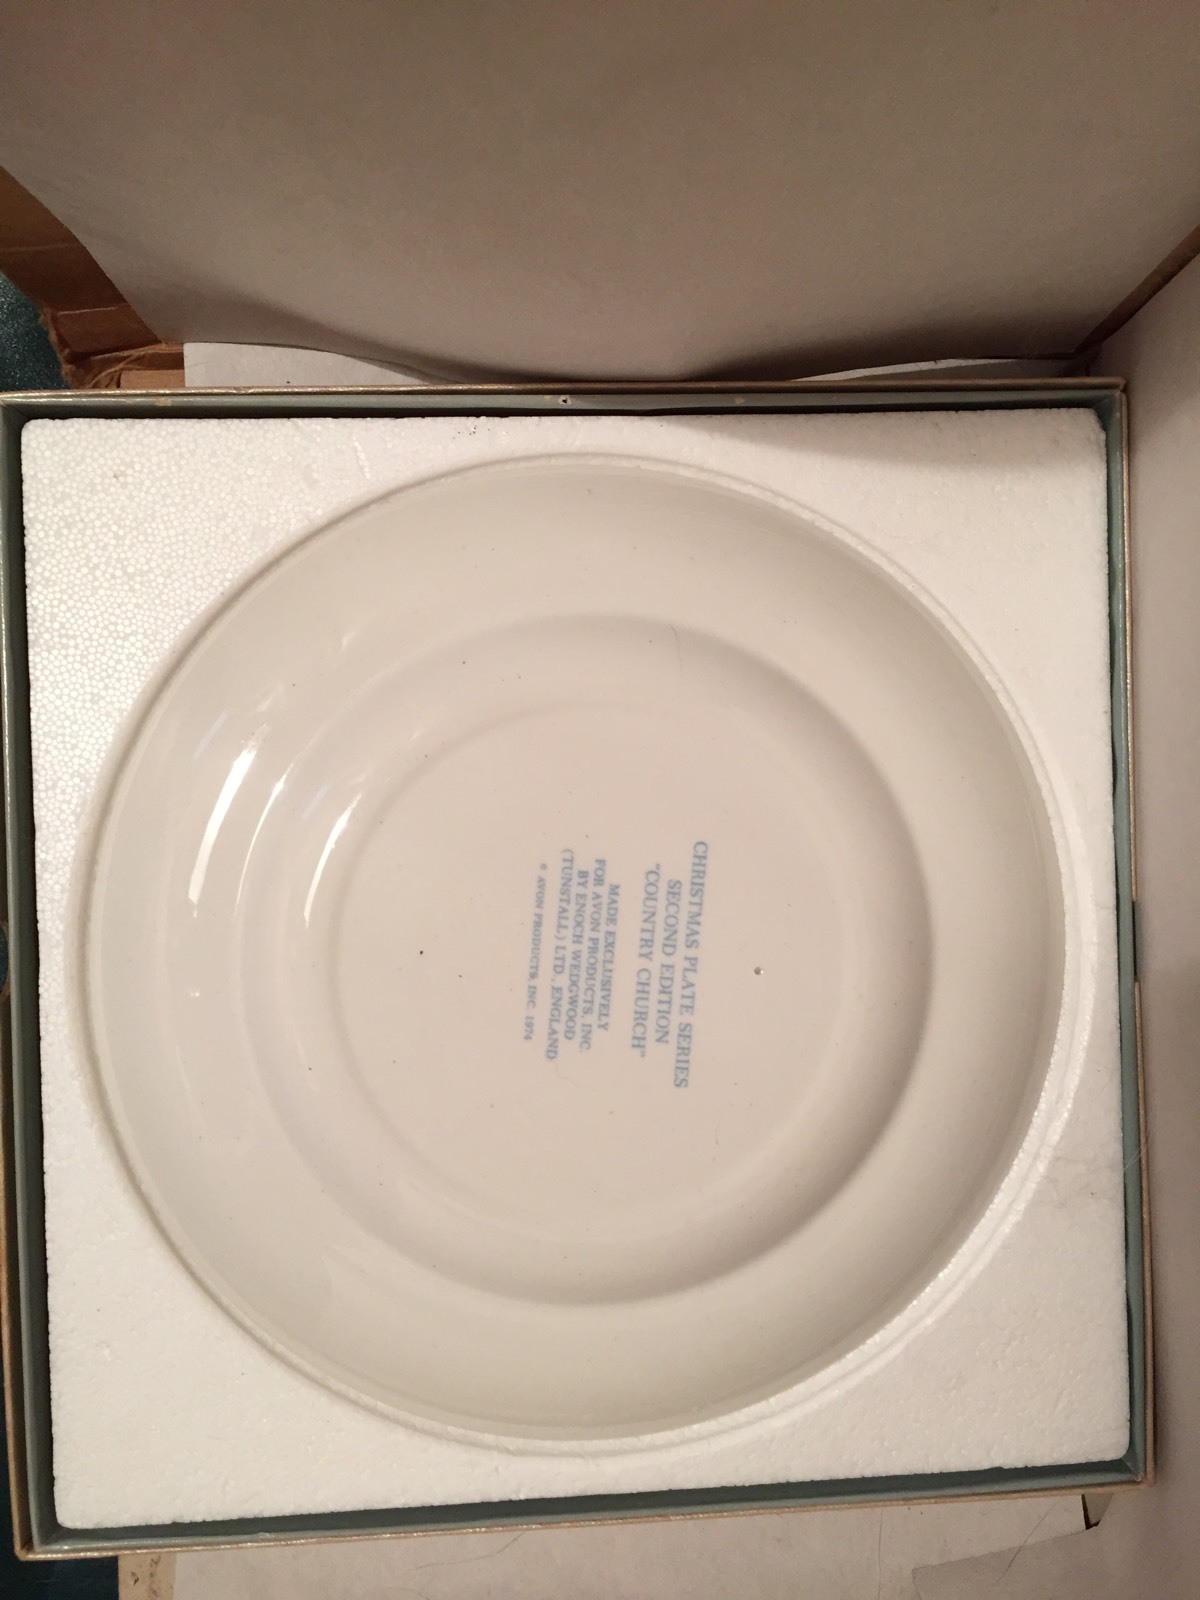 CHRISTMAS PLATE SERIES
SECOND EDITION
"COUNTRY CHURCH"
MADE EXCLUSIVELY
FOR AVON PRODUCTS, INC.
BY ENOCH WEDGWOOD
(TUNSTALL) LTD., ENGLAND
© AVON PRODUCTS, INC. 1974